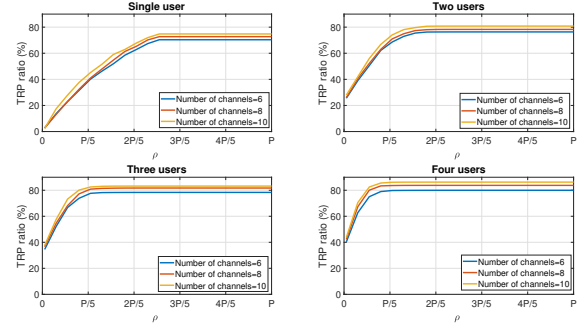 Single user
TRP ratio (%)
80
60
40
20
0
Number of channels=6
Number of channels=8
Number of channels=10
0 P/5 2P/5 3P/5 4P/5 P
ρ
Two users
TRP ratio (%)
80
60
40
20
0
Number of channels=6
Number of channels=8
Number of channels=10
0 P/5 2P/5 3P/5 4P/5 P
ρ
Three users
TRP ratio (%)
80
60
40
20
0
Number of channels=6
Number of channels=8
Number of channels=10
0 P/5 2P/5 3P/5 4P/5 P
ρ
Four users
TRP ratio (%)
80
60
40
20
0
Number of channels=6
Number of channels=8
Number of channels=10
0 P/5 2P/5 3P/5 4P/5 P
ρ